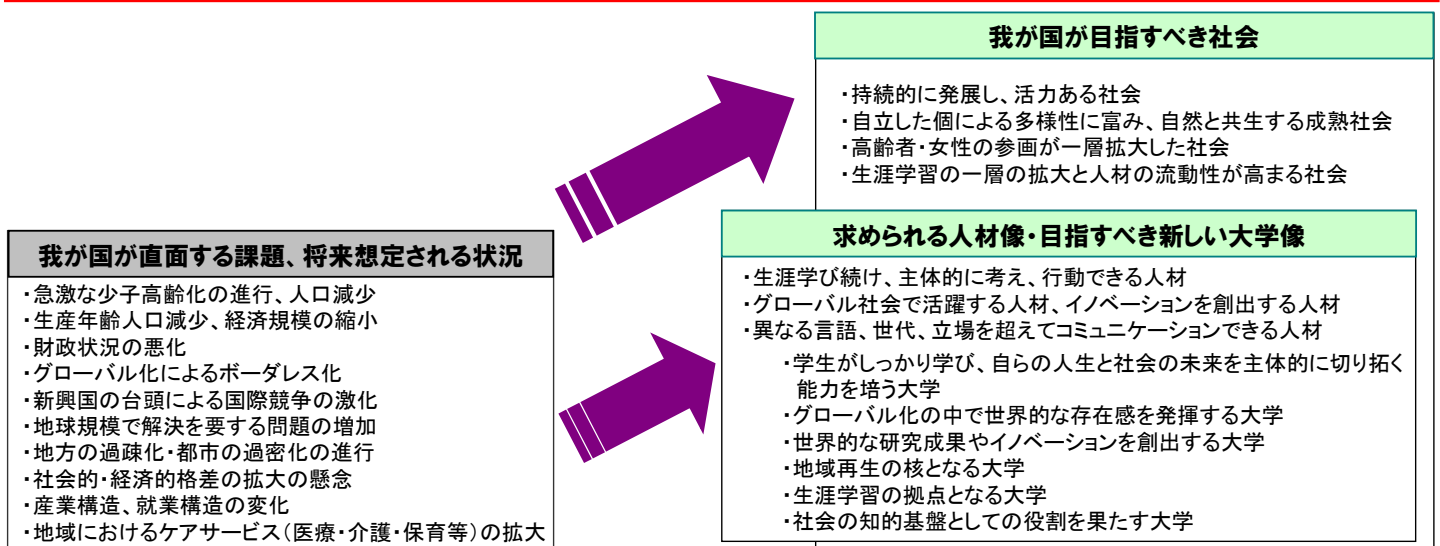 我が国が目指すべき社会
・持続的に発展し、活力ある社会
・自立した個による多様性に富み、自然と共生する成熟社会
・高齢者・女性の参画が一層拡大した社会
・生涯学習の一層の拡大と人材の流動性が高まる社会
我が国が直面する課題、将来想定される状況
・急激な少子高齢化の進行、人口減少
・生産年齢人口減少、経済規模の縮小
・財政状況の悪化
・グローバル化によるボーダレス化
・新興国の台頭による国際競争の激化
・地球規模で解決を要する問題の増加
・地方の過疎化・都市の過密化の進行
・社会的・経済的格差の拡大の懸念
・産業構造、就業構造の変化
・地域におけるケアサービス(医療・介護・保育等)の拡大
求められる人材像・目指すべき新しい大学像
・生涯学び続け、主体的に考え、行動できる人材
・グローバル社会で活躍する人材、イノベーションを創出する人材
・異なる言語、世代、立場を超えてコミュニケーションできる人材
・学生がしっかり学び、自らの人生と社会の未来を主体的に切り拓く
能力を培う大学
・グローバル化の中で世界的な存在感を発揮する大学
・世界的な研究成果やイノベーションを創出する大学
・地域再生の核となる大学
・生涯学習の拠点となる大学
・社会の知的基盤としての役割を果たす大学